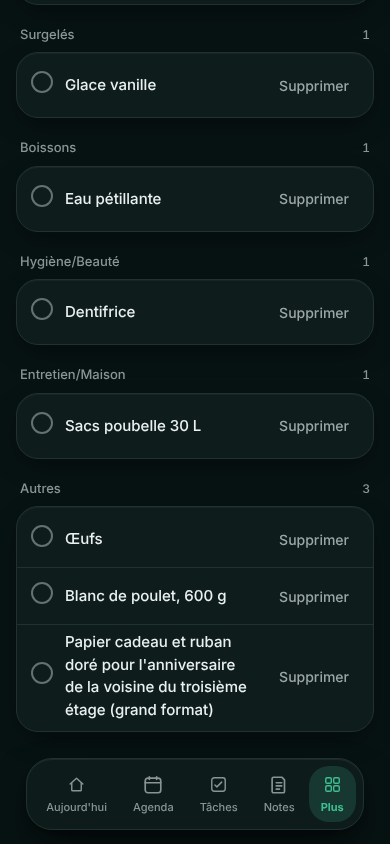 Surgelés 1
Glace vanille Supprimer
Boissons 1
Eau pétillante Supprimer
Hygiène/Beauté 1
Dentifrice Supprimer
Entretien/Maison 1
Sacs poubelle 30 L Supprimer
Autres 3
Œufs Supprimer
Blanc de poulet, 600 g Supprimer
Papier cadeau et ruban
doré pour l'anniversaire
de la voisine du troisième
étage (grand format)
Supprimer
Aujourd'hui Agenda Tâches Notes Plus